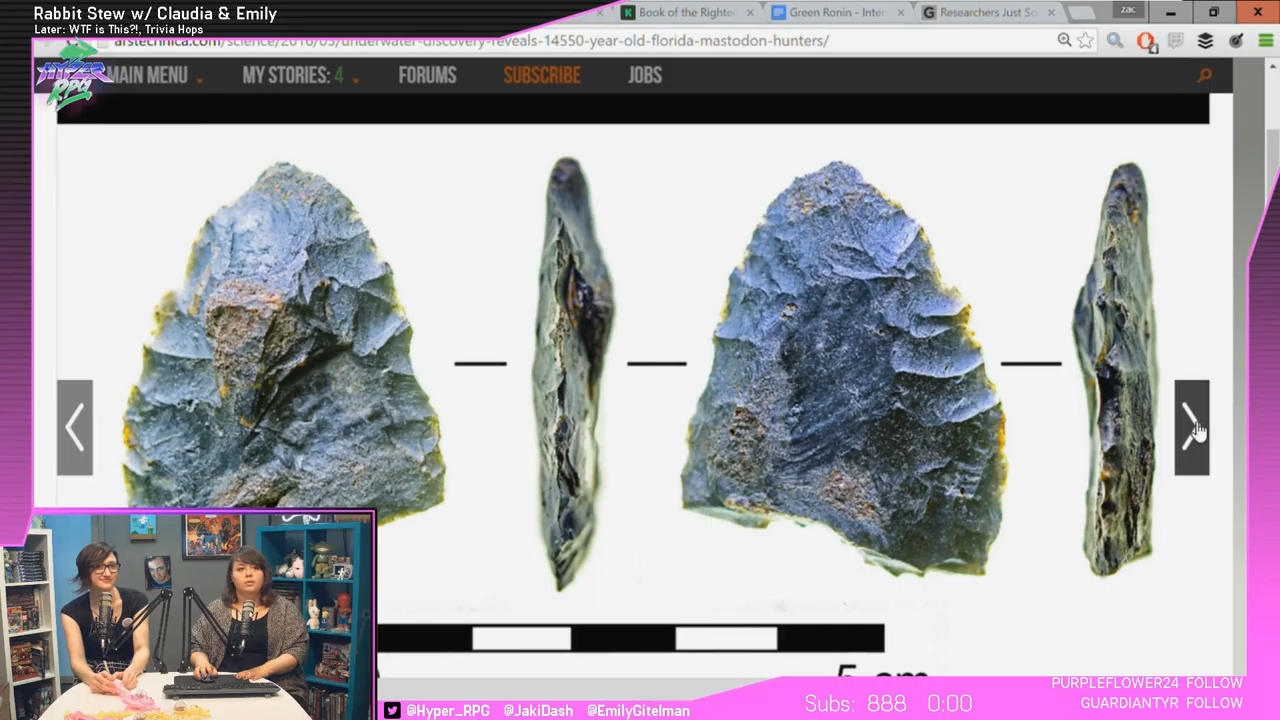 Rabbit Stew w/ Claudia & Emily
Later: WTF is This?!, Trivia Hops
Book of the Righte
Green Ronin - Inte
Researchers Just So
zac
arstechnica.com/science/2016/05/underwater-discovery-reveals-14550-year-old-florida-mastodon-hunters/
HYPER
RPG
MAIN MENU
MY STORIES: 4
FORUMS
SUBSCRIBE
JOBS
5 cm
PURPLEFLOWER24 FOLLOW
Subs: 888 0:00
GUARDIANTYR FOLLOW
@Hyper_RPG @JakiDash @EmilyGitelman